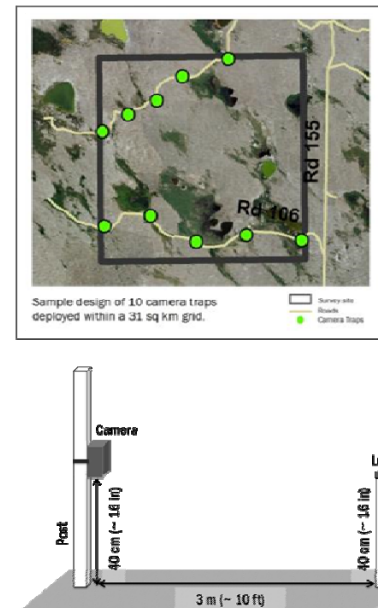 Rd 155
Rd 106
Sample design of 10 camera traps
deployed within a 31 sq km grid.
Survey site
Roads
Camera Traps
Camera
Post
40 cm (~ 16 in)
40 cm (~ 16 in)
3 m (~ 10 ft)